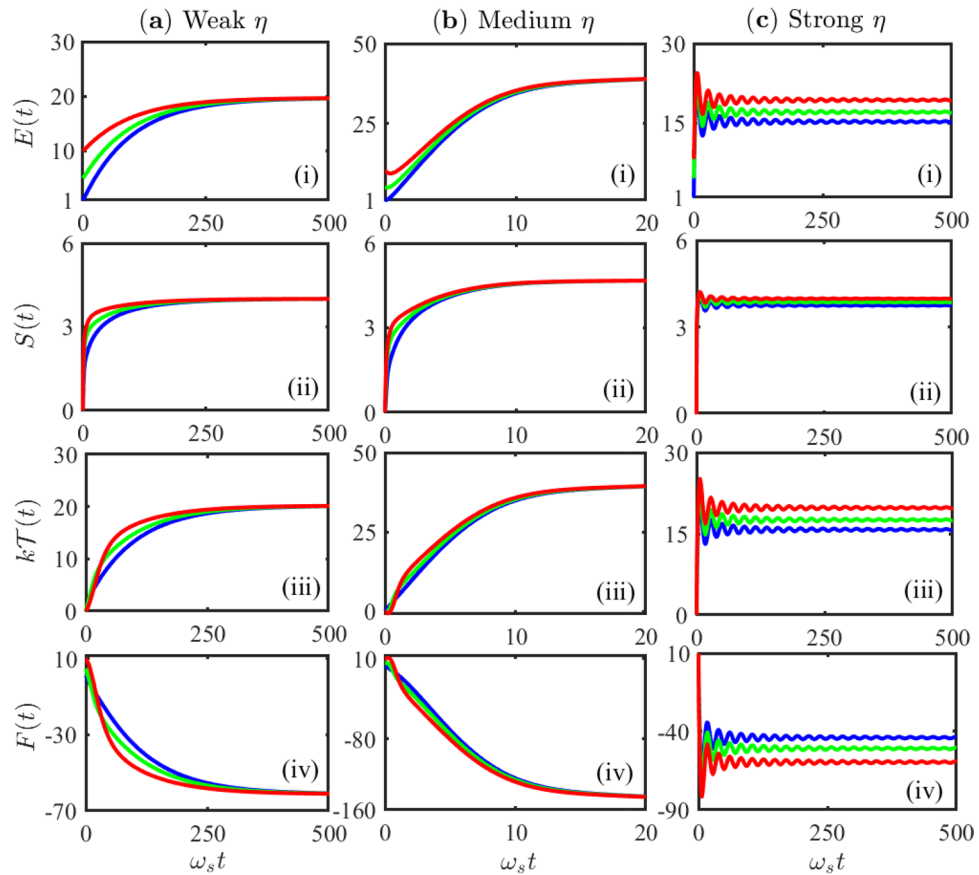 (a) Weak η (b) Medium η (c) Strong η
30 50 30
20 25 15
10
1 1 1
E(t)
(i) (i) (i)
0 250 500 0 10 20 0 250 500
6 6 6
3 3 3
0 0 0
S(t)
(ii) (ii) (ii)
0 250 500 0 10 20 0 250 500
30 50 30
20 25 15
10
0 0 0
k𝒯(t)
(iii) (iii) (iii)
0 250 500 0 10 20 0 250 500
10 10 10
-30 -80 -40
-70 -160 -90
F(t)
(iv) (iv) (iv)
0 250 500 0 10 20 0 250 500
ωₛt ωₛt ωₛt